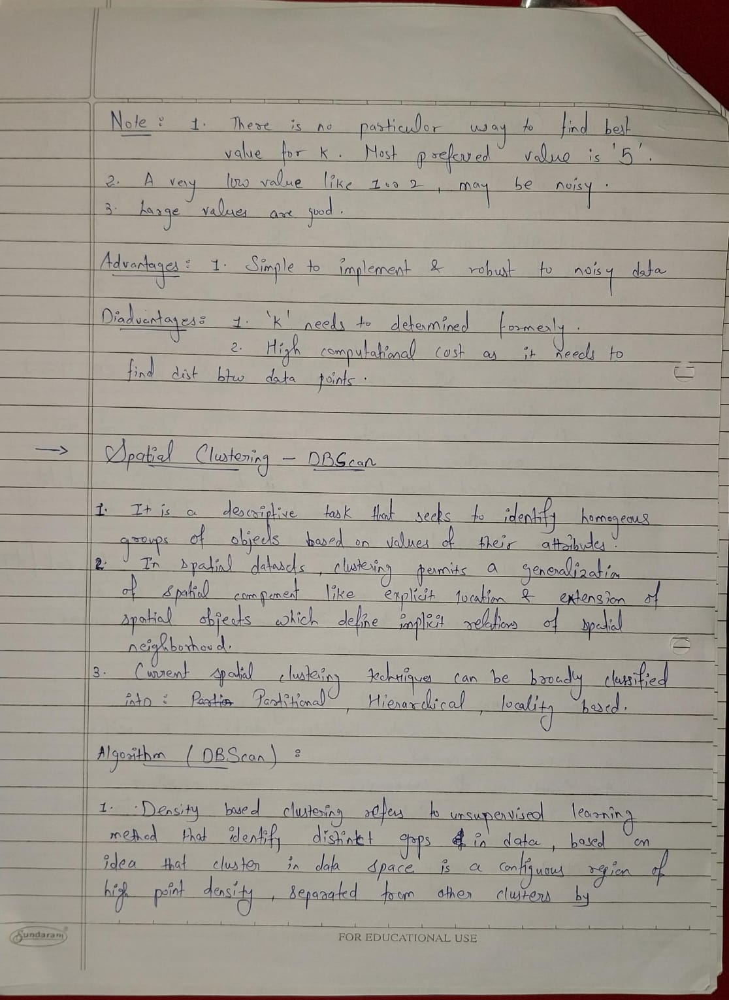 Note : 1. There is no particular way to find best
value for K. Most preferred value is '5'.
2. A very low value like 1 or 2, may be noisy.
3. Large values are good.
Advantages : 1. Simple to implement & robust to noisy data
Diadvantages : 1. 'K' needs to determined formerly.
2. High computational cost as it needs to
find dist btw data points.
→ Spatial Clustering - DBScan
1. It is a descriptive task that seeks to identify homogeous
groups of objects based on values of their attributes.
2. In spatial datasets, clustering permits a generalization
of spatial component like explicit location & extension of
spatial objects which define implicit relations of spatial
neighborhood.
3. Current spatial clusteing techniques can be broadly classified
into : Partitional, Hierarchical, locality based.
Algorithm (DBScan) :
1. Density based clustering refers to unsupervised learning
method that identify distinct grps in data, based on
idea that cluster in data space is a contiguous region of
high point density, separated from other clusters by
Sundaram
FOR EDUCATIONAL USE